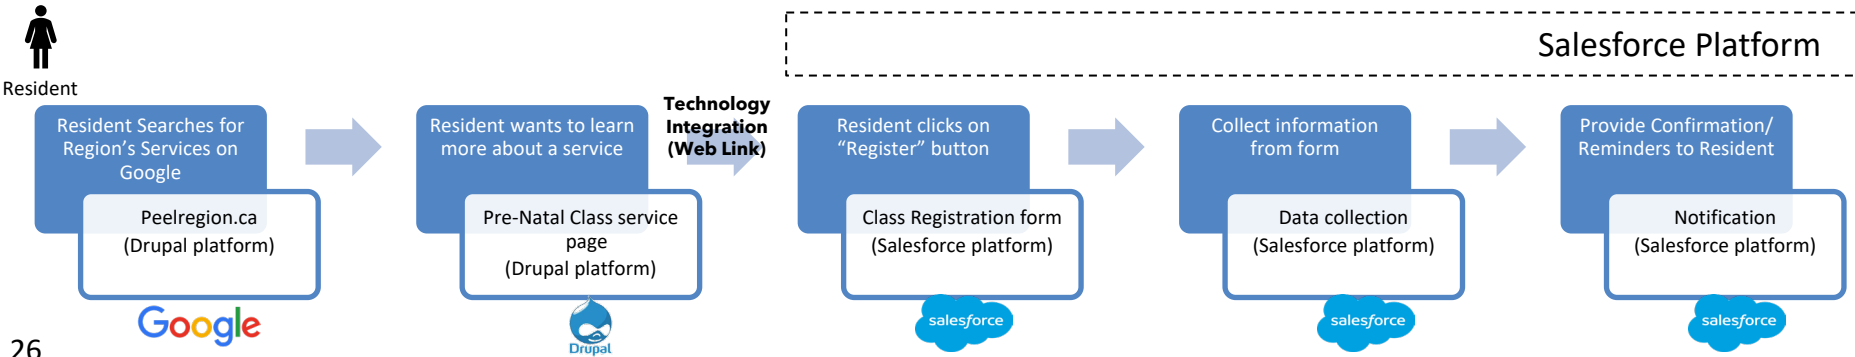 Salesforce Platform
Resident
Resident Searches for
Region's Services on
Google
Peelregion.ca
(Drupal platform)
Google
Resident wants to learn
more about a service
Pre-Natal Class service
page
(Drupal platform)
Drupal
Technology
Integration
(Web Link)
Resident clicks on
“Register” button
Class Registration form
(Salesforce platform)
salesforce
Collect information
from form
Data collection
(Salesforce platform)
salesforce
Provide Confirmation/
Reminders to Resident
Notification
(Salesforce platform)
salesforce
26